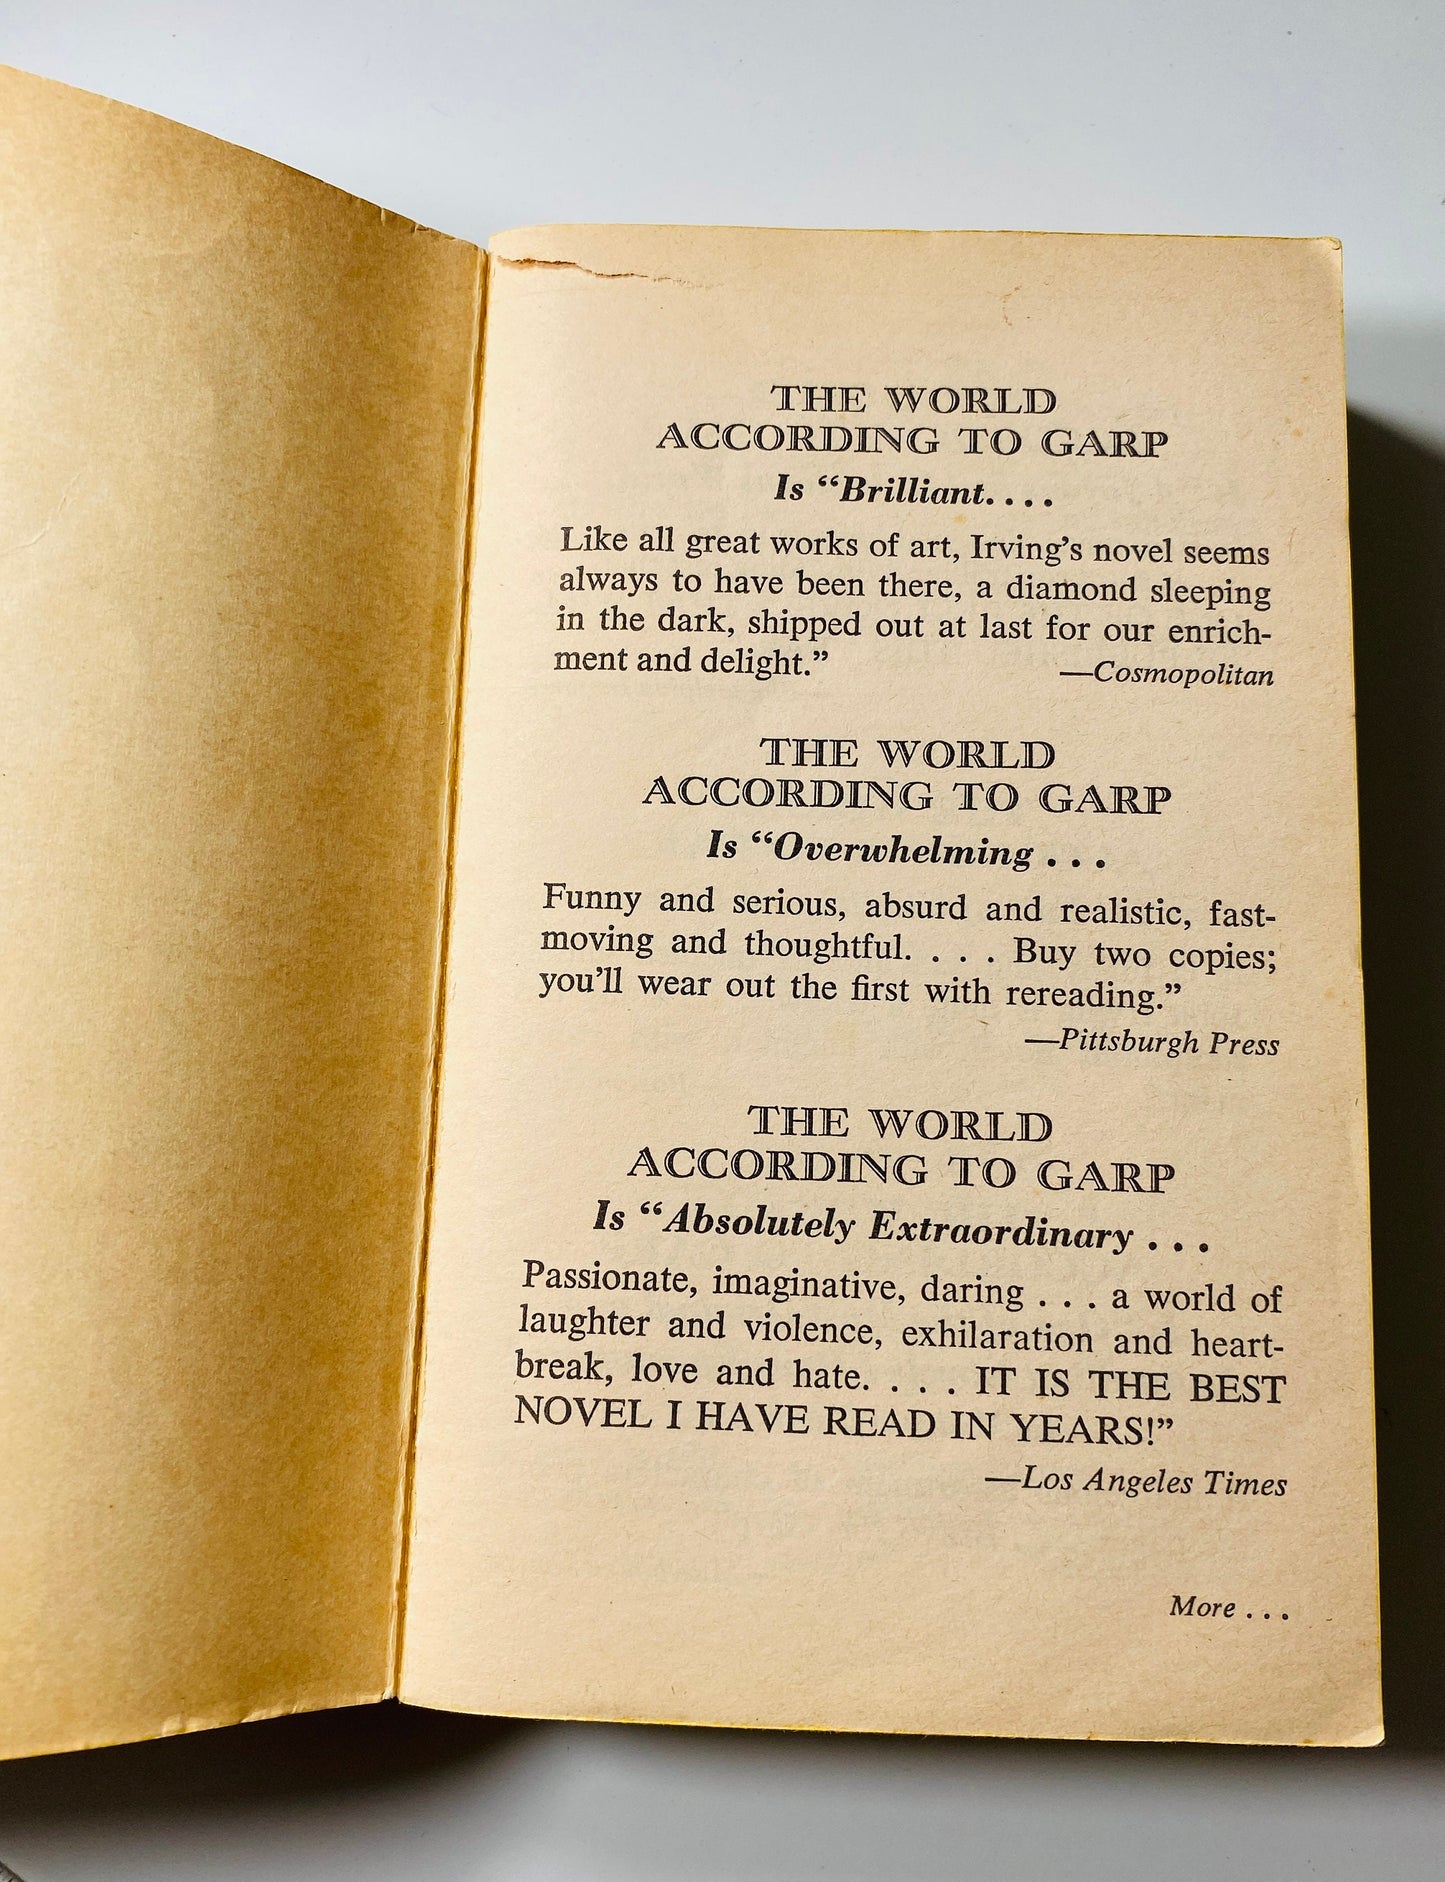 THE WORLD
ACCORDING TO GARP
Is “Brilliant. . . .
Like all great works of art, Irving’s novel seems
always to have been there, a diamond sleeping
in the dark, shipped out at last for our enrich-
ment and delight.” —Cosmopolitan
THE WORLD
ACCORDING TO GARP
Is “Overwhelming . . .
Funny and serious, absurd and realistic, fast-
moving and thoughtful. . . . Buy two copies;
you’ll wear out the first with rereading.”
—Pittsburgh Press
THE WORLD
ACCORDING TO GARP
Is “Absolutely Extraordinary . . .
Passionate, imaginative, daring . . . a world of
laughter and violence, exhilaration and heart-
break, love and hate. . . . IT IS THE BEST
NOVEL I HAVE READ IN YEARS!”
—Los Angeles Times
More . . .